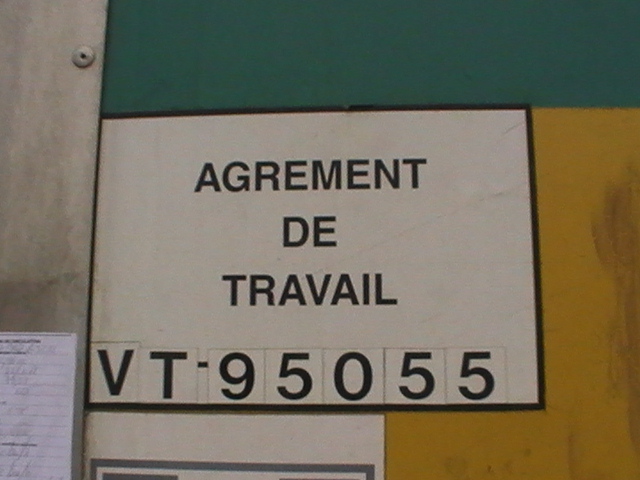 AGREMENT
DE
TRAVAIL
VT-95055